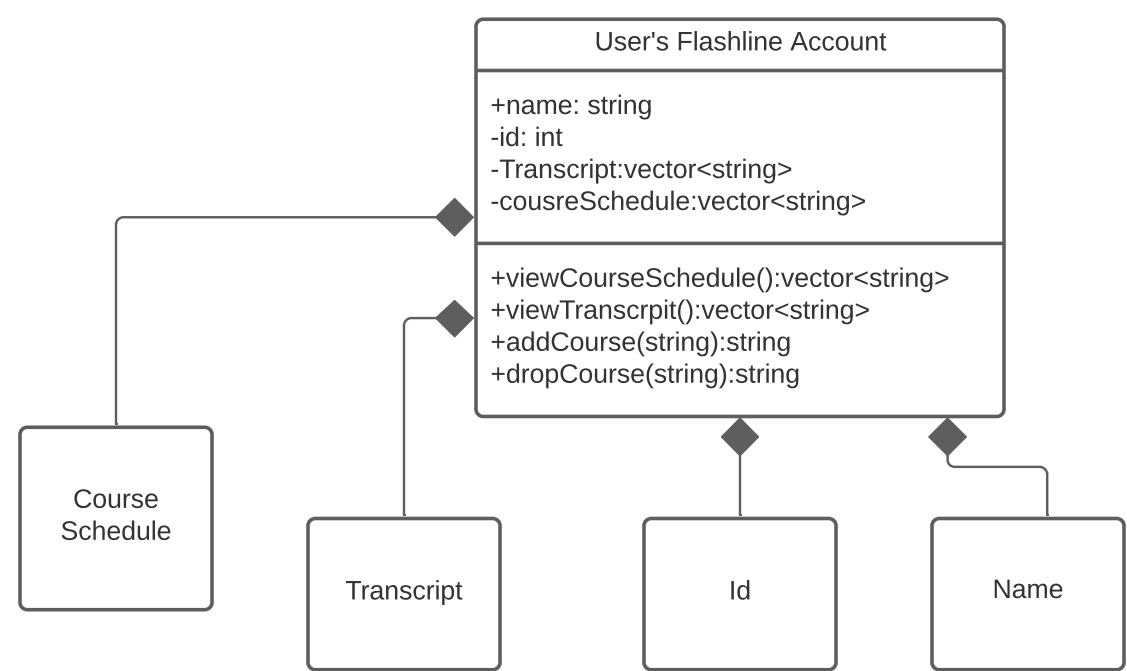 User's Flashline Account
+name: string
-id: int
-Transcript:vector<string>
-cousreSchedule:vector<string>
+viewCourseSchedule():vector<string>
+viewTranscrpit():vector<string>
+addCourse(string):string
+dropCourse(string):string
Course
Schedule
Transcript
Id
Name